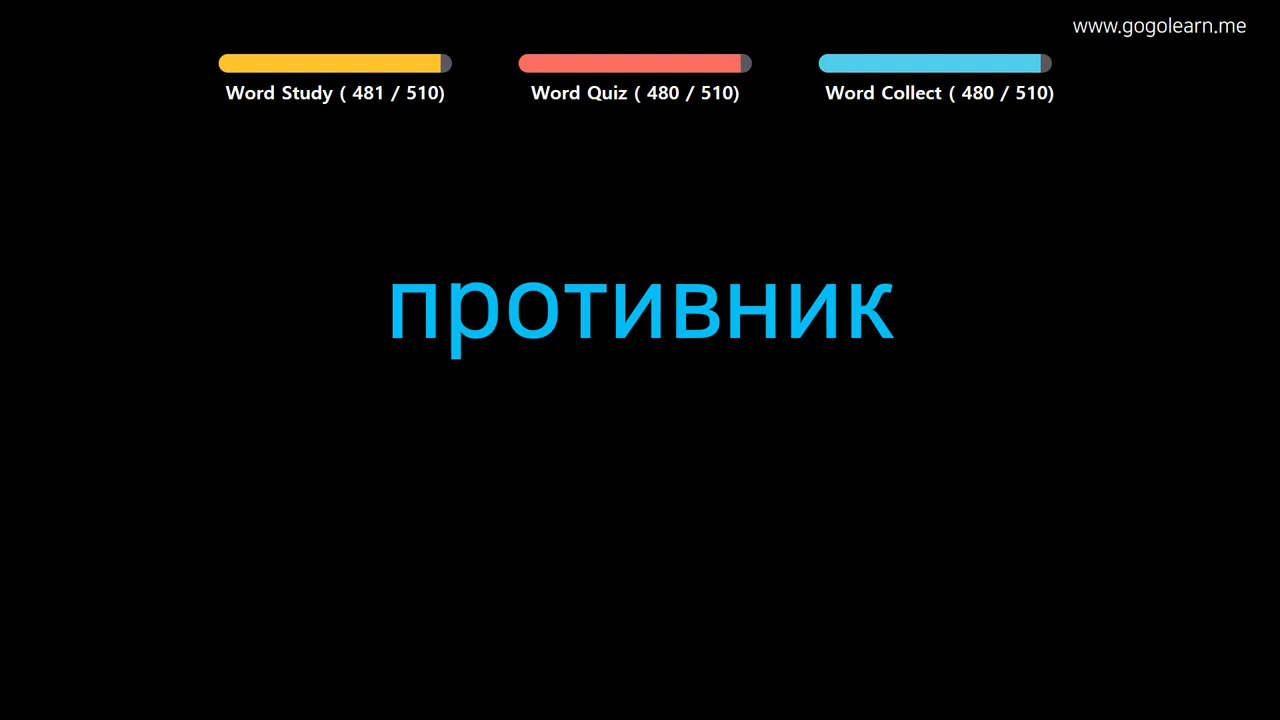 www.gogolearn.me
Word Study ( 481 / 510)
Word Quiz ( 480 / 510)
Word Collect ( 480 / 510)
противник